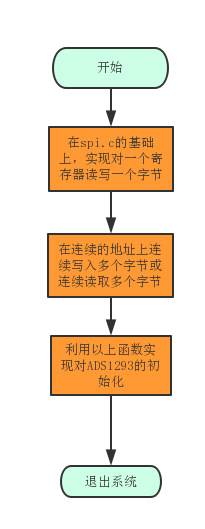 开始
在spi.c的基础
上，实现对一个寄
存器读写一个字节
在连续的地址上连
续写入多个字节或
连续读取多个字节
利用以上函数实
现对ADS1293的初
始化
退出系统